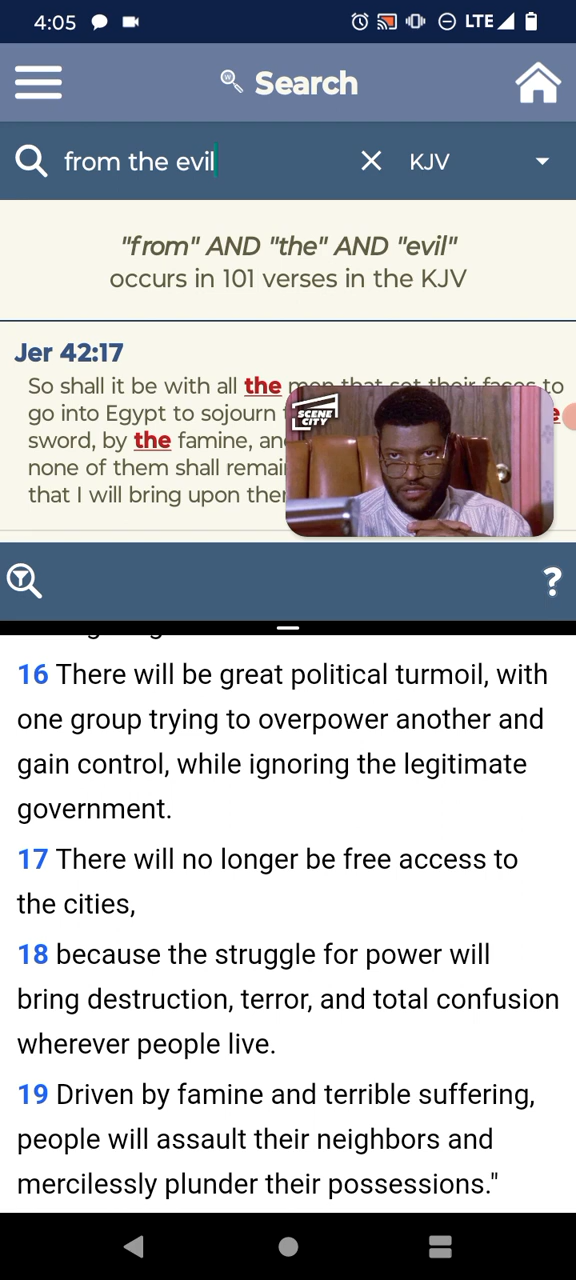 4:05 LTE
Search
from the evil KJV
"from" AND "the" AND "evil"
occurs in 101 verses in the KJV
Jer 42:17
So shall it be with all the men that set their faces to
go into Egypt to sojourn
sword, by the famine, an
none of them shall remai
that I will bring upon the
SCENE
CITY
?
16 There will be great political turmoil, with
one group trying to overpower another and
gain control, while ignoring the legitimate
government.
17 There will no longer be free access to
the cities,
18 because the struggle for power will
bring destruction, terror, and total confusion
wherever people live.
19 Driven by famine and terrible suffering,
people will assault their neighbors and
mercilessly plunder their possessions."